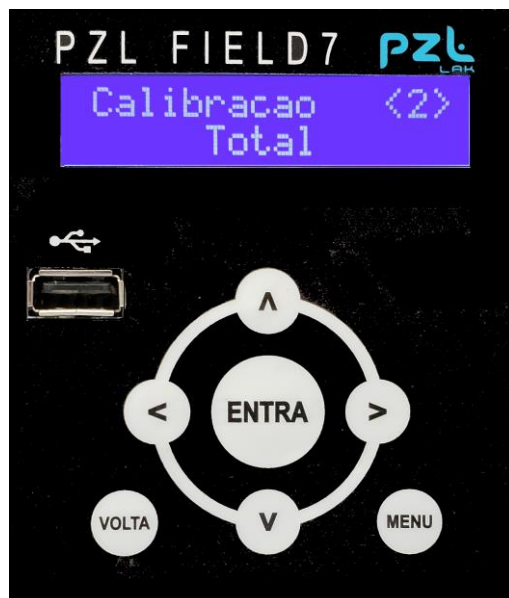 PZL FIELD7 pzl
LAK
Calibracao <2>
Total
^
< ENTRA >
VOLTA v MENU